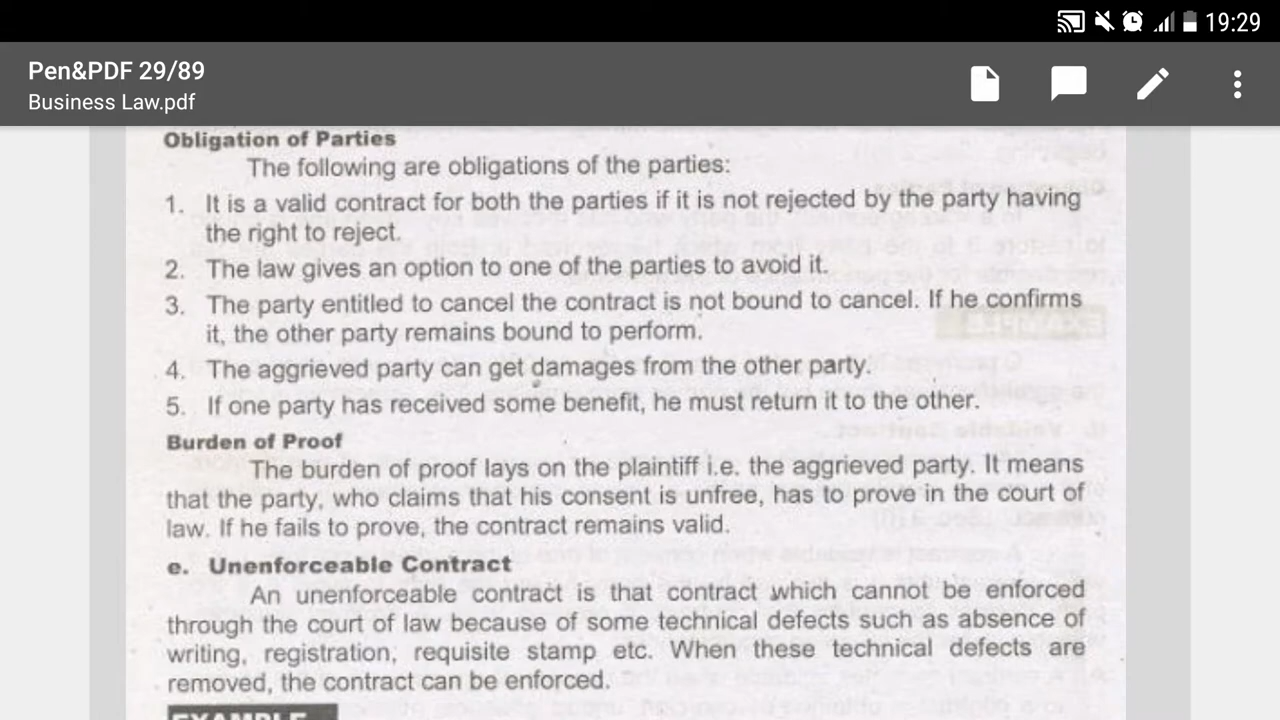 19:29
Pen&PDF 29/89
Business Law.pdf
Obligation of Parties
The following are obligations of the parties:
1. It is a valid contract for both the parties if it is not rejected by the party having
the right to reject.
2. The law gives an option to one of the parties to avoid it.
3. The party entitled to cancel the contract is not bound to cancel. If he confirms
it, the other party remains bound to perform.
4. The aggrieved party can get damages from the other party.
5. If one party has received some benefit, he must return it to the other.
Burden of Proof
The burden of proof lays on the plaintiff i.e. the aggrieved party. It means
that the party, who claims that his consent is unfree, has to prove in the court of
law. If he fails to prove, the contract remains valid.
e. Unenforceable Contract
An unenforceable contract is that contract which cannot be enforced
through the court of law because of some technical defects such as absence of
writing, registration, requisite stamp etc. When these technical defects are
removed, the contract can be enforced.
EXAMPLE